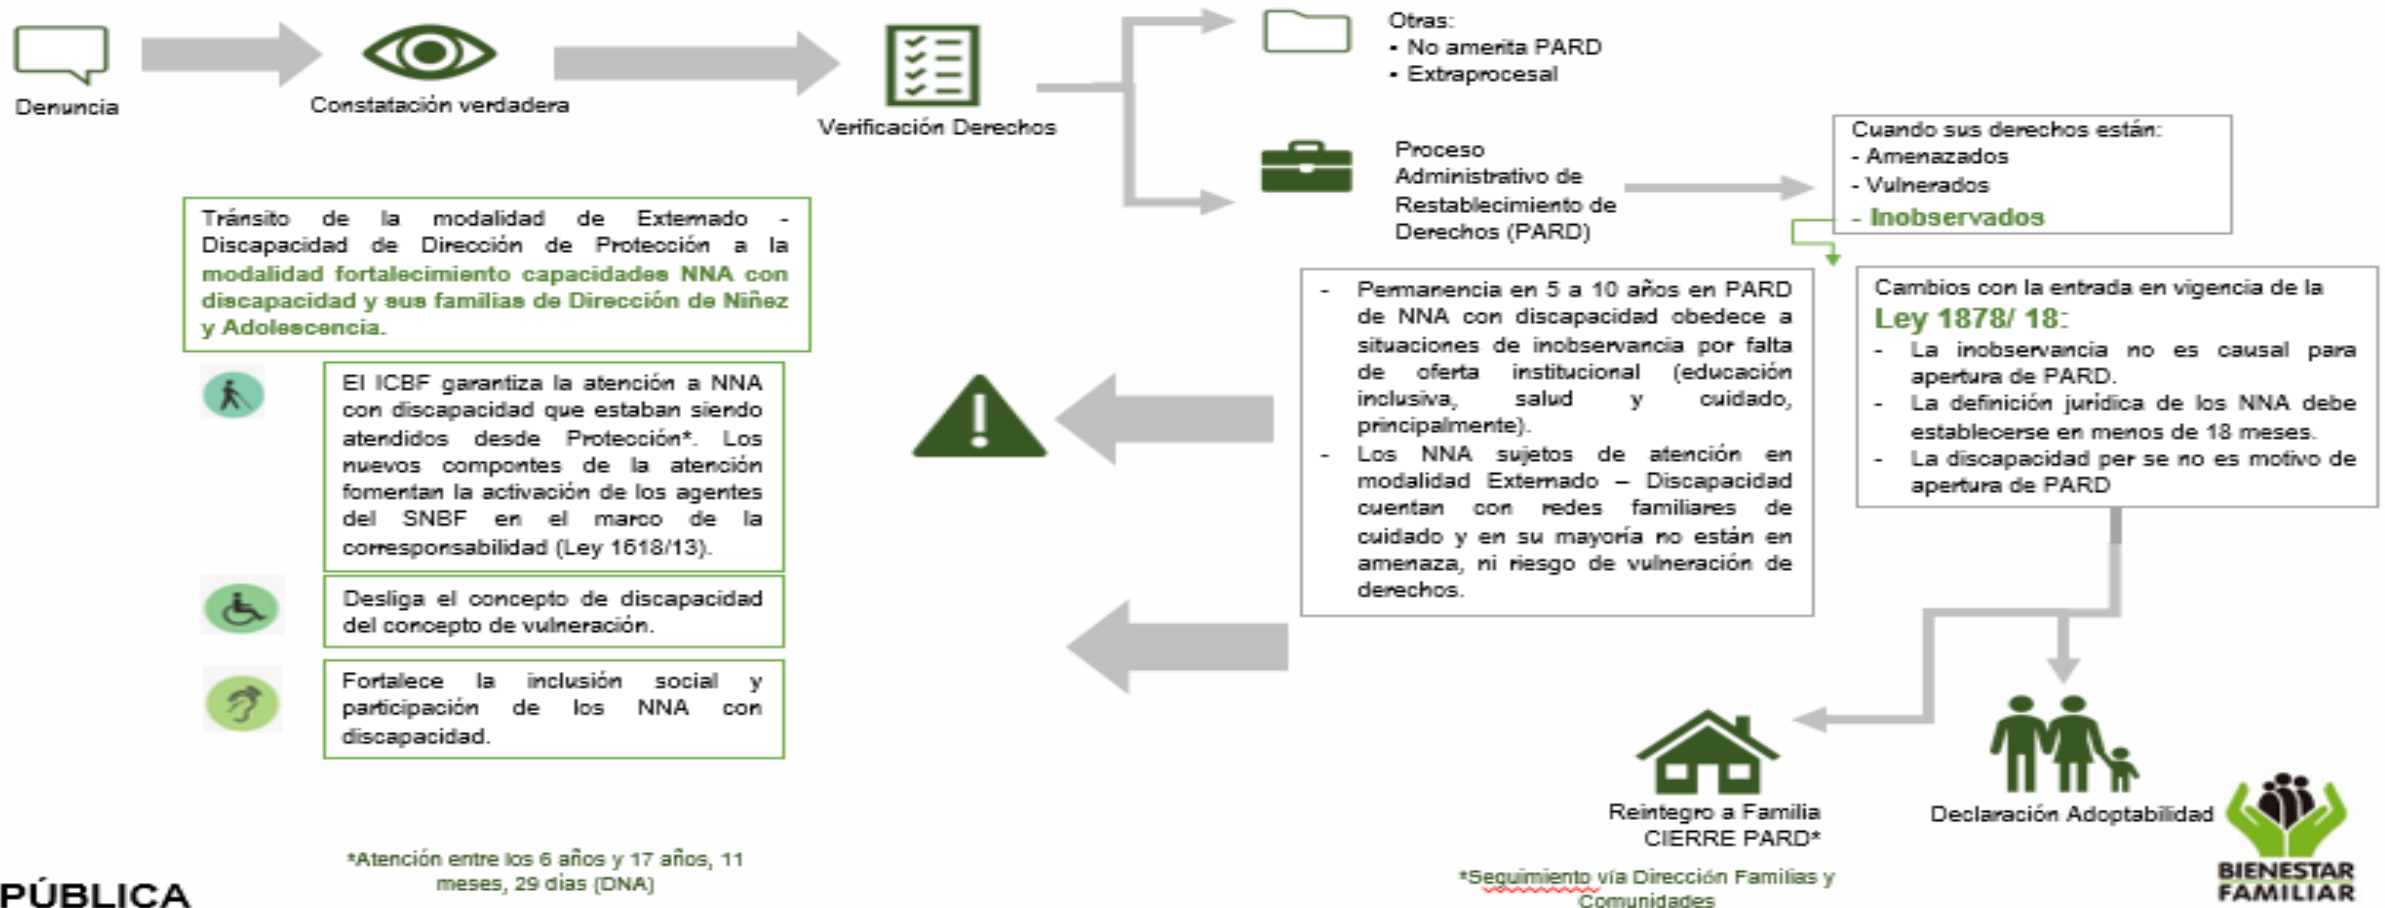 Denuncia
Constatación verdadera
Verificación Derechos
Otras:
▪ No amerita PARD
▪ Extraprocesal
Proceso
Administrativo de
Restablecimiento de
Derechos (PARD)
Cuando sus derechos están:
- Amenazados
- Vulnerados
- Inobservados
Tránsito de la modalidad de Externado -
Discapacidad de Dirección de Protección a la
modalidad fortalecimiento capacidades NNA con
discapacidad y sus familias de Dirección de Niñez
y Adolescencia.
El ICBF garantiza la atención a NNA
con discapacidad que estaban siendo
atendidos desde Protección*. Los
nuevos compontes de la atención
fomentan la activación de los agentes
del SNBF en el marco de la
corresponsabilidad (Ley 1618/13).
Desliga el concepto de discapacidad
del concepto de vulneración.
Fortalece la inclusión social y
participación de los NNA con
discapacidad.
- Permanencia en 5 a 10 años en PARD
de NNA con discapacidad obedece a
situaciones de inobservancia por falta
de oferta institucional (educación
inclusiva, salud y cuidado,
principalmente).
- Los NNA sujetos de atención en
modalidad Externado – Discapacidad
cuentan con redes familiares de
cuidado y en su mayoría no están en
amenaza, ni riesgo de vulneración de
derechos.
Cambios con la entrada en vigencia de la
Ley 1878/ 18:
- La inobservancia no es causal para
apertura de PARD.
- La definición jurídica de los NNA debe
establecerse en menos de 18 meses.
- La discapacidad per se no es motivo de
apertura de PARD
Reintegro a Familia
CIERRE PARD*
Declaración Adoptabilidad
*Atención entre los 6 años y 17 años, 11
meses, 29 días (DNA)
*Seguimiento vía Dirección Familias y
Comunidades
PÚBLICA
BIENESTAR
FAMILIAR